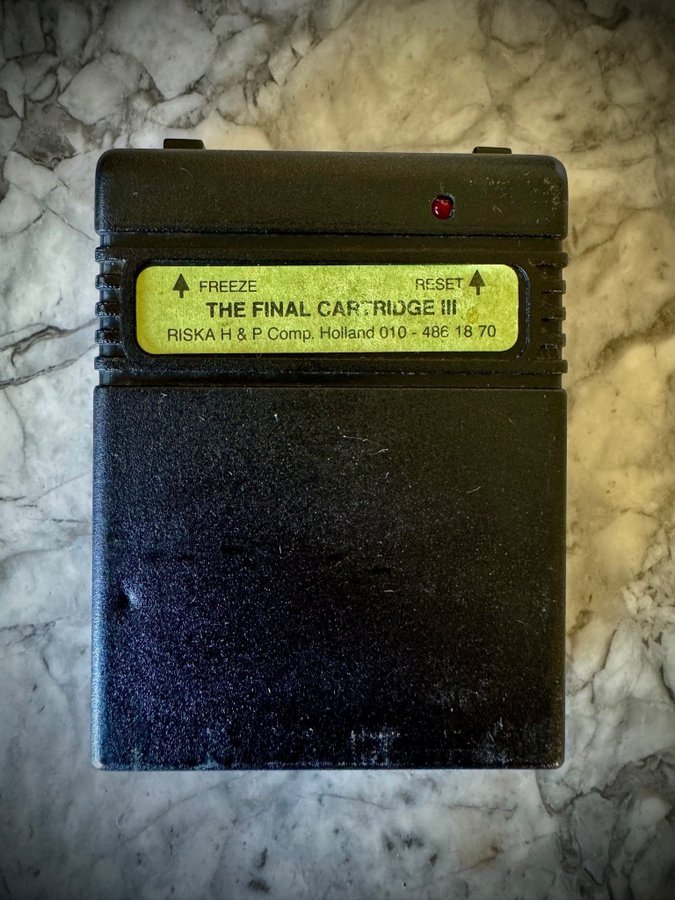 FREEZE RESET
THE FINAL CARTRIDGE III
RISKA H & P Comp. Holland 010 - 486 18 70